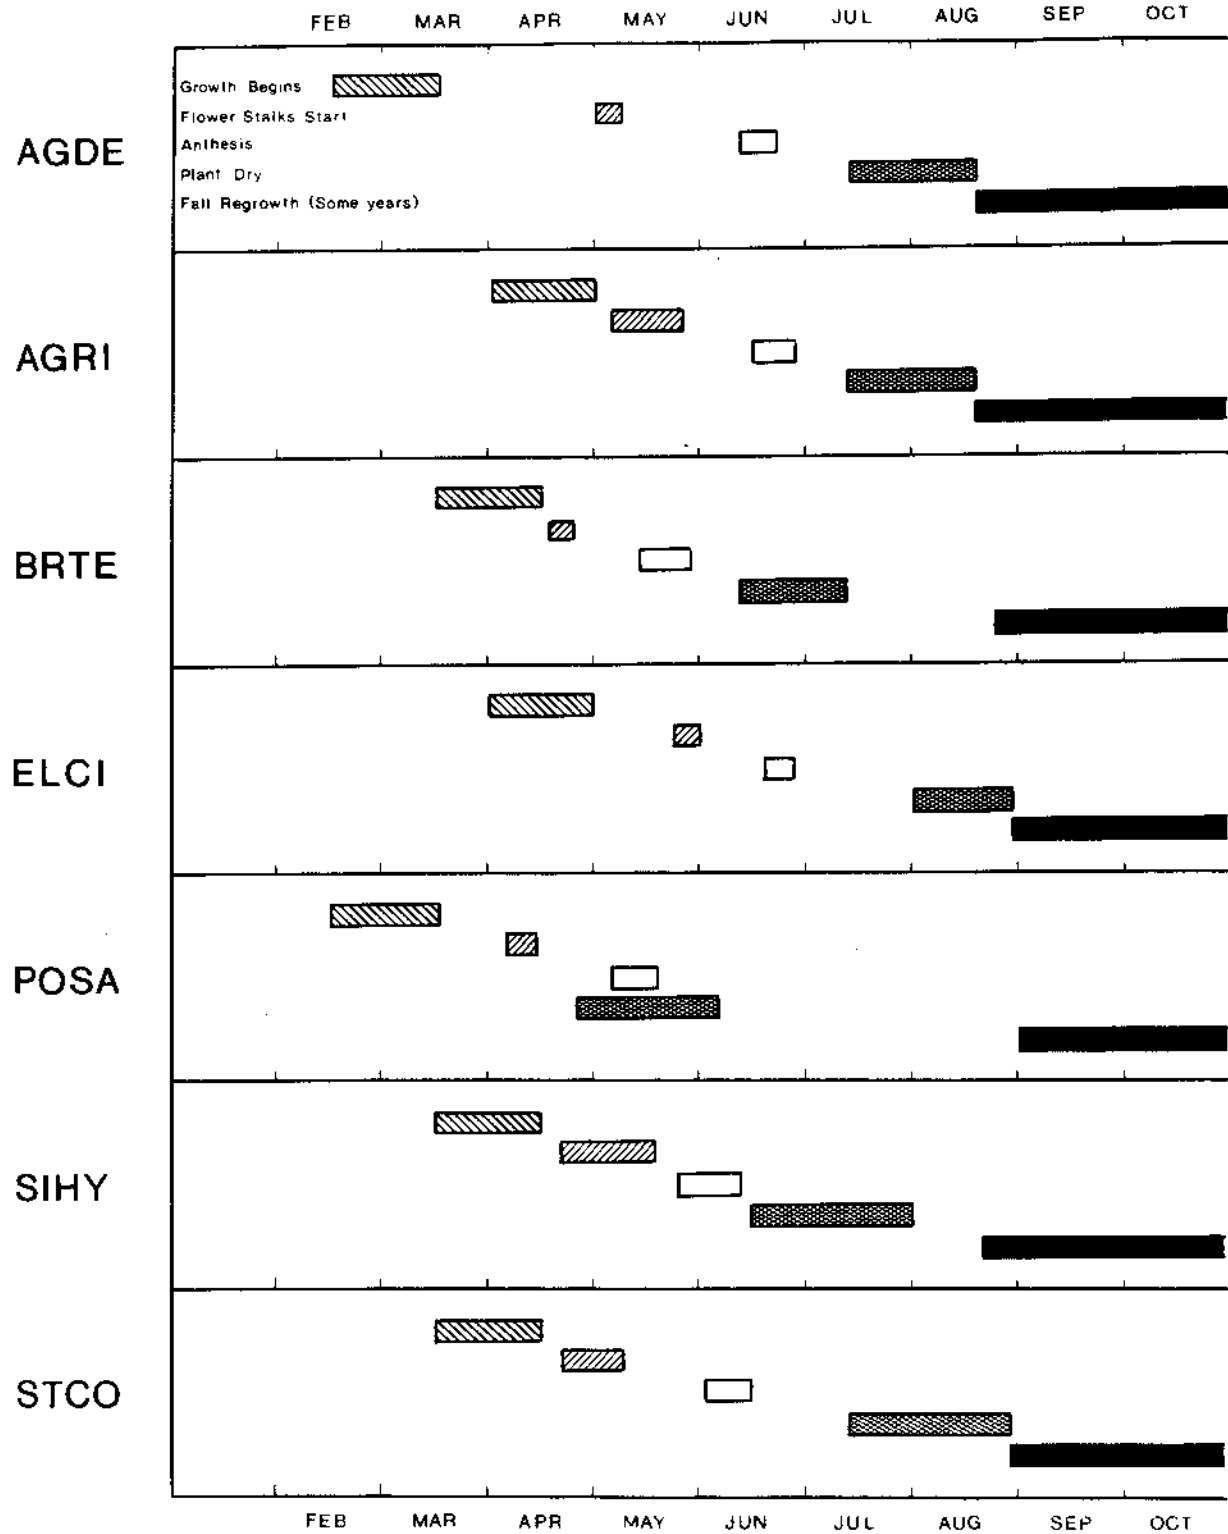 FEB MAR APR MAY JUN JUL AUG SEP OCT
Growth Begins
Flower Stalks Start
AGDE
Anthesis
Plant Dry
Fall Regrowth (Some years)
AGRI
BRTE
ELCI
POSA
SIHY
STCO
FEB MAR APR MAY JUN JUL AUG SEP OCT